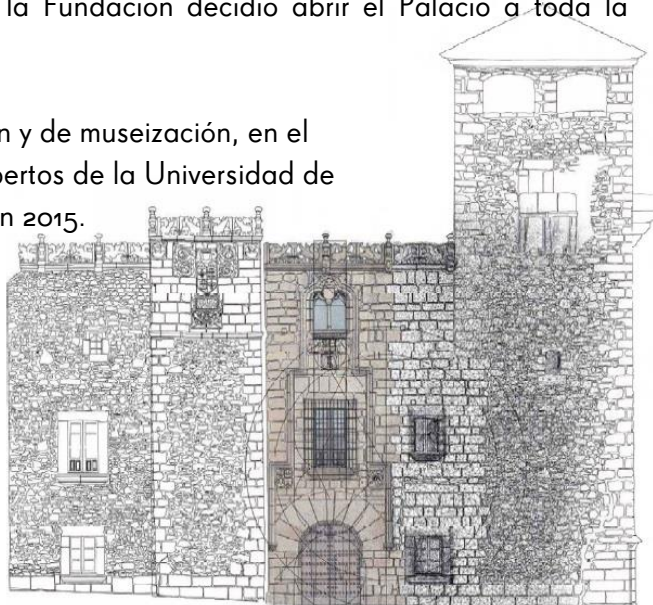 la Fundación decidió abrir el Palacio a toda la
n y de museización, en el
pertos de la Universidad de
n 2015.